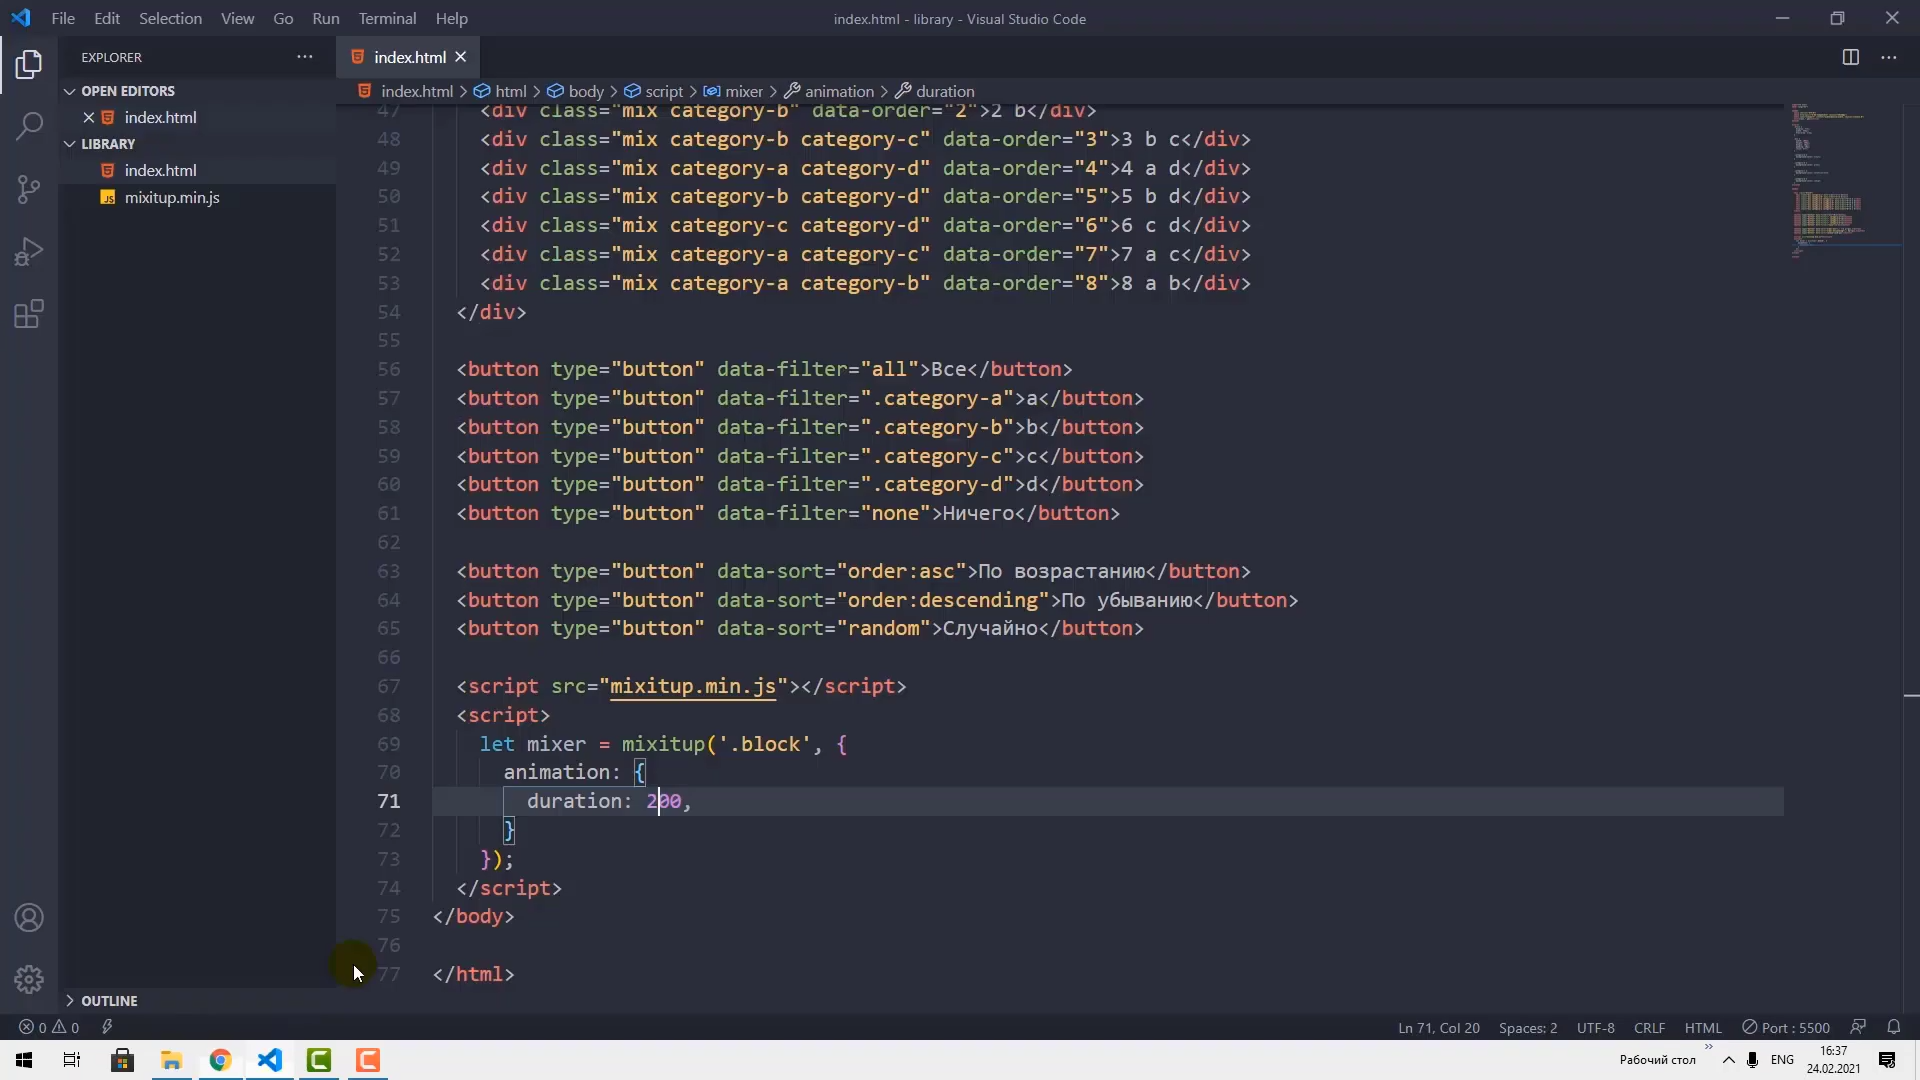 File Edit Selection View Go Run Terminal Help
index.html - library - Visual Studio Code
EXPLORER
OPEN EDITORS
index.html
LIBRARY
index.html
mixitup.min.js
OUTLINE
index.html
index.html > html > body > script > mixer > animation > duration
47 <div class="mix category-b" data-order="2">2 b</div>
48 <div class="mix category-b category-c" data-order="3">3 b c</div>
49 <div class="mix category-a category-d" data-order="4">4 a d</div>
50 <div class="mix category-b category-d" data-order="5">5 b d</div>
51 <div class="mix category-c category-d" data-order="6">6 c d</div>
52 <div class="mix category-a category-c" data-order="7">7 a c</div>
53 <div class="mix category-a category-b" data-order="8">8 a b</div>
54 </div>
55
56 <button type="button" data-filter="all">Все</button>
57 <button type="button" data-filter=".category-a">a</button>
58 <button type="button" data-filter=".category-b">b</button>
59 <button type="button" data-filter=".category-c">c</button>
60 <button type="button" data-filter=".category-d">d</button>
61 <button type="button" data-filter="none">Ничего</button>
62
63 <button type="button" data-sort="order:asc">По возрастанию</button>
64 <button type="button" data-sort="order:descending">По убыванию</button>
65 <button type="button" data-sort="random">Случайно</button>
66
67 <script src="mixitup.min.js"></script>
68 <script>
69 let mixer = mixitup('.block', {
70 animation: {
71 duration: 200,
72 }
73 });
74 </script>
75 </body>
76
77 </html>
0 0
Ln 71, Col 20 Spaces: 2 UTF-8 CRLF HTML Port : 5500
Рабочий стол » ENG 16:37
24.02.2021